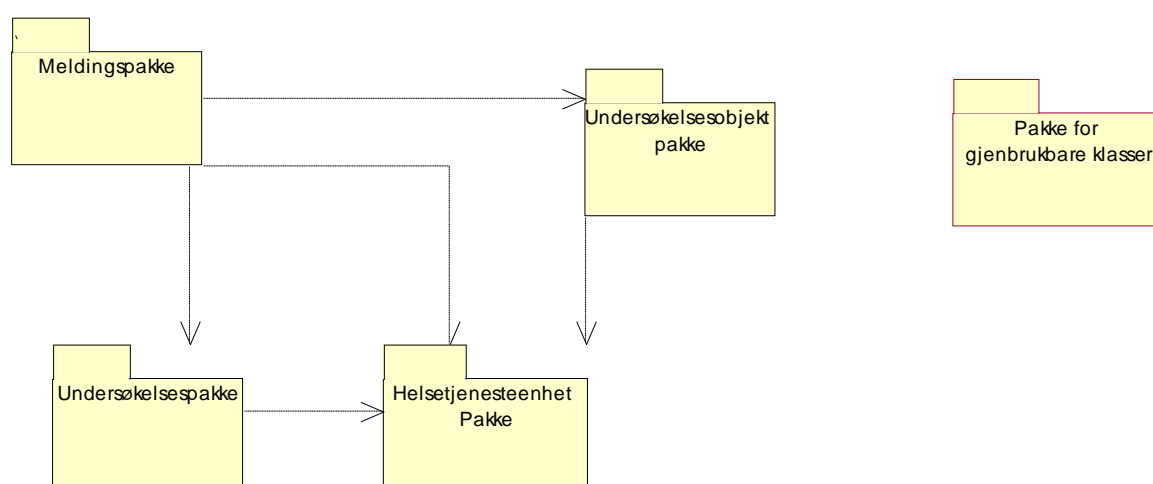 Meldingspakke
Undersøkelsesobjekt
pakke
Pakke for
gjenbrukbare klasser
Undersøkelsespakke
Helsetjenesteenhet
Pakke